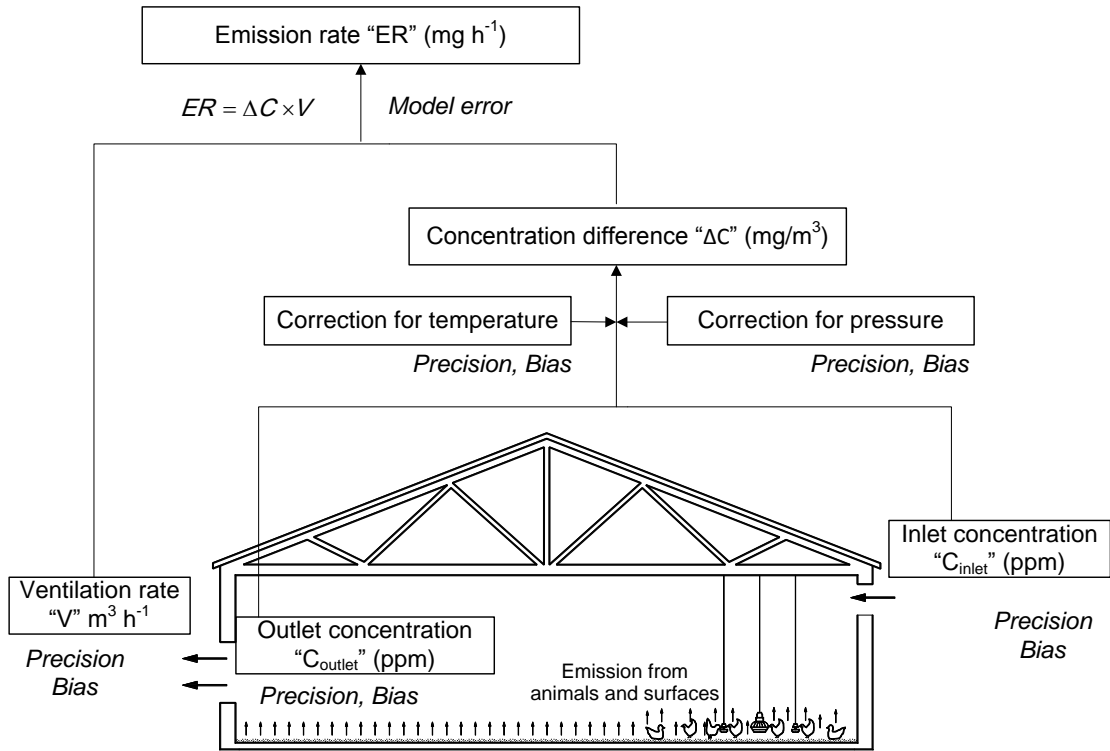 Emission rate “ER” (mg h⁻¹)
ER = ΔC × V
Model error
Concentration difference “ΔC” (mg/m³)
Correction for temperature
Correction for pressure
Precision, Bias
Precision, Bias
Inlet concentration
“C_inlet” (ppm)
Precision
Bias
Ventilation rate
“V” m³ h⁻¹
Precision
Bias
Outlet concentration
“C_outlet” (ppm)
Precision, Bias
Emission from
animals and surfaces